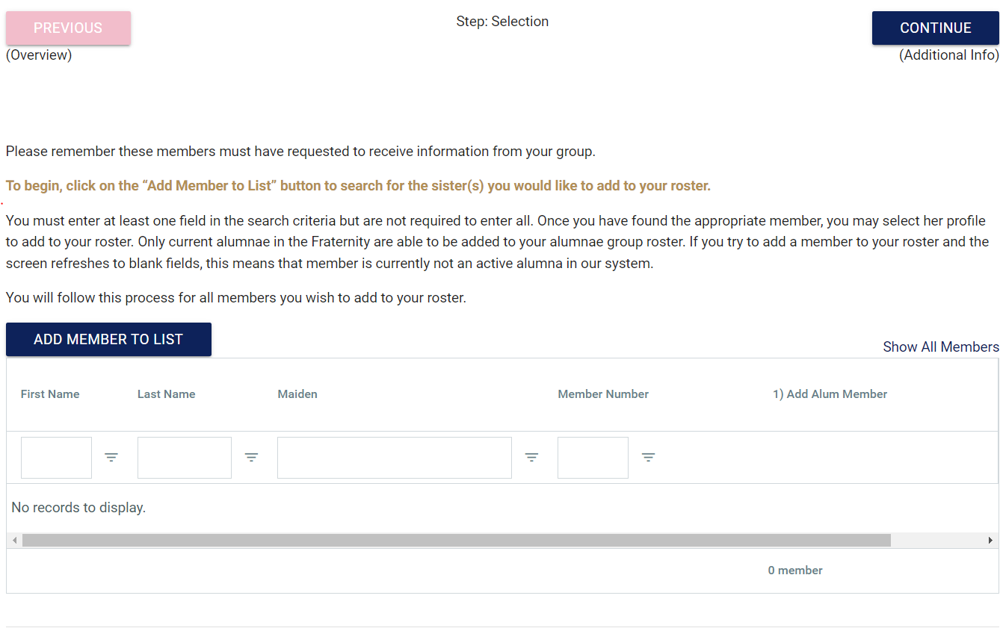 PREVIOUS
Step: Selection
CONTINUE
(Overview)
(Additional Info)
Please remember these members must have requested to receive information from your group.
To begin, click on the “Add Member to List” button to search for the sister(s) you would like to add to your roster.
You must enter at least one field in the search criteria but are not required to enter all. Once you have found the appropriate member, you may select her profile
to add to your roster. Only current alumnae in the Fraternity are able to be added to your alumnae group roster. If you try to add a member to your roster and the
screen refreshes to blank fields, this means that member is currently not an active alumna in our system.
You will follow this process for all members you wish to add to your roster.
ADD MEMBER TO LIST
Show All Members
First Name Last Name Maiden Member Number 1) Add Alum Member
No records to display.
0 member